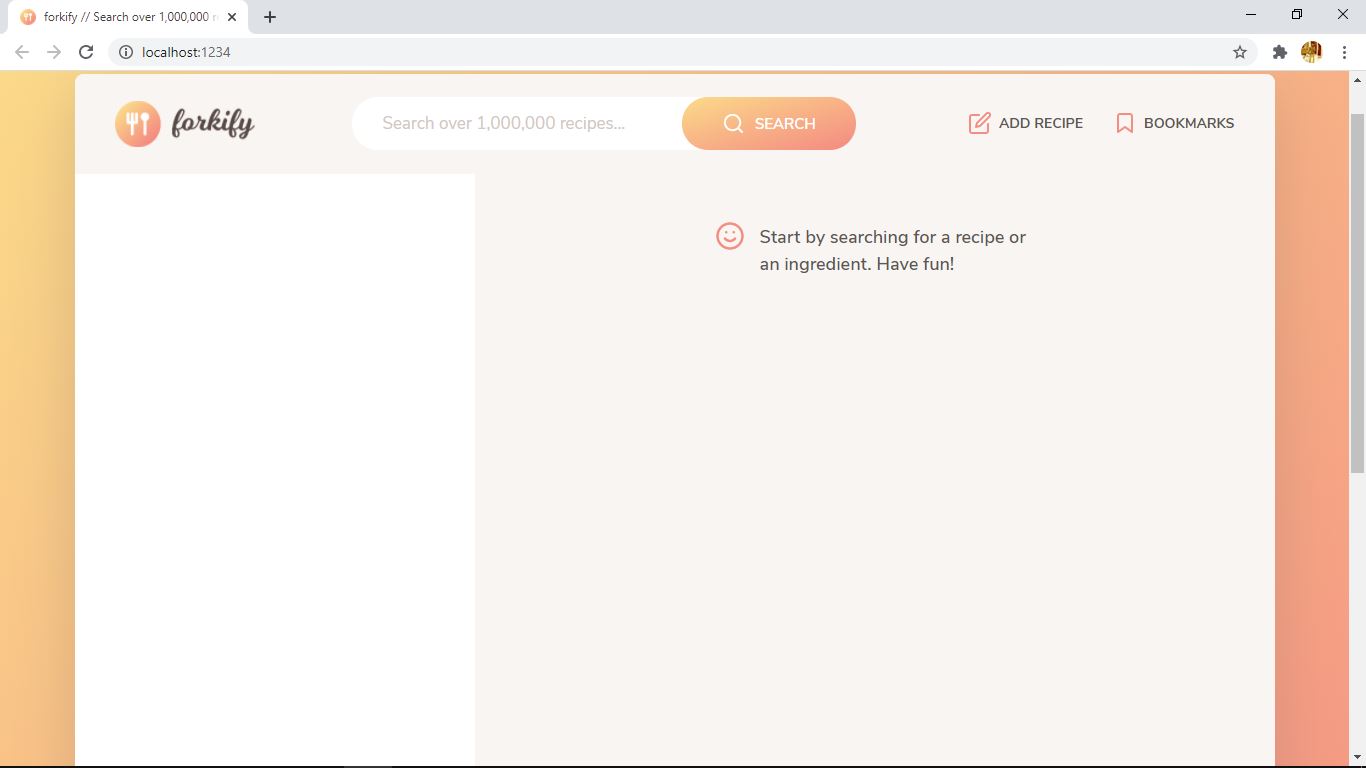 forkify // Search over 1,000,000 r
localhost:1234
forkify
Search over 1,000,000 recipes...
SEARCH
ADD RECIPE
BOOKMARKS
Start by searching for a recipe or
an ingredient. Have fun!